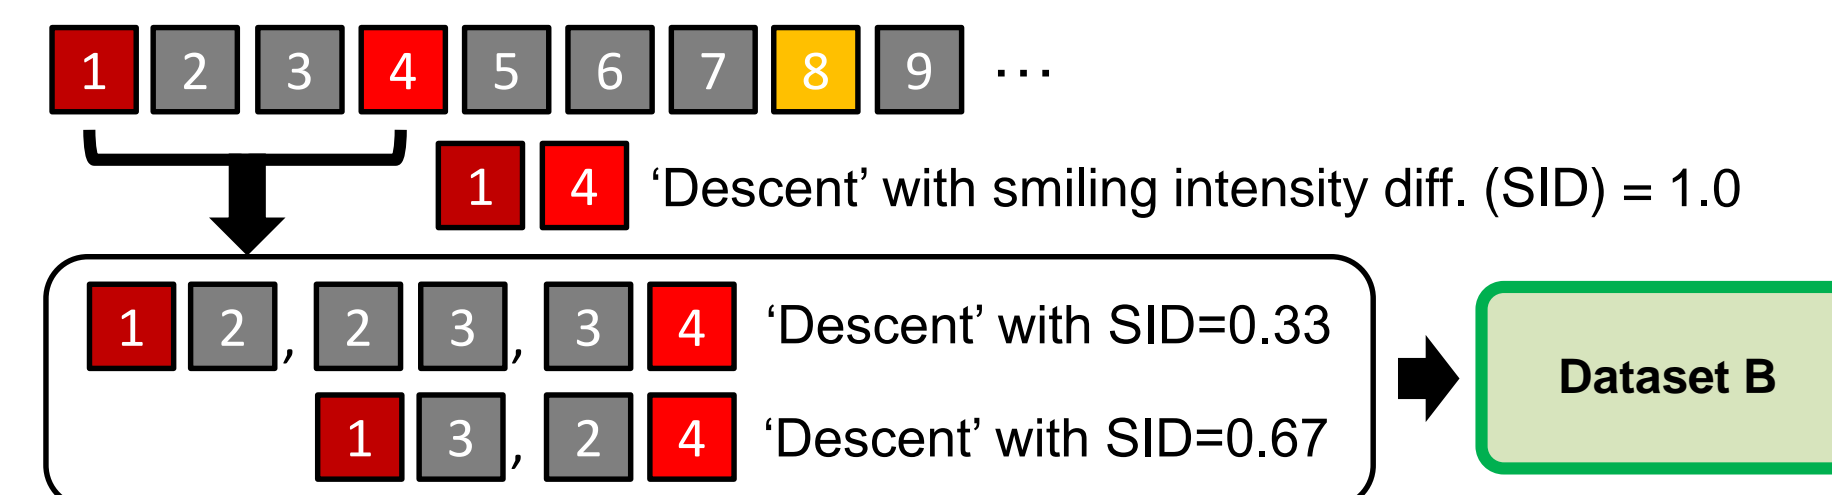 1 2 3 4 5 6 7 8 9 …
1 4 ‘Descent’ with smiling intensity diff. (SID) = 1.0
1 2 , 2 3 , 3 4 ‘Descent’ with SID=0.33
Dataset B
1 3 , 2 4 ‘Descent’ with SID=0.67